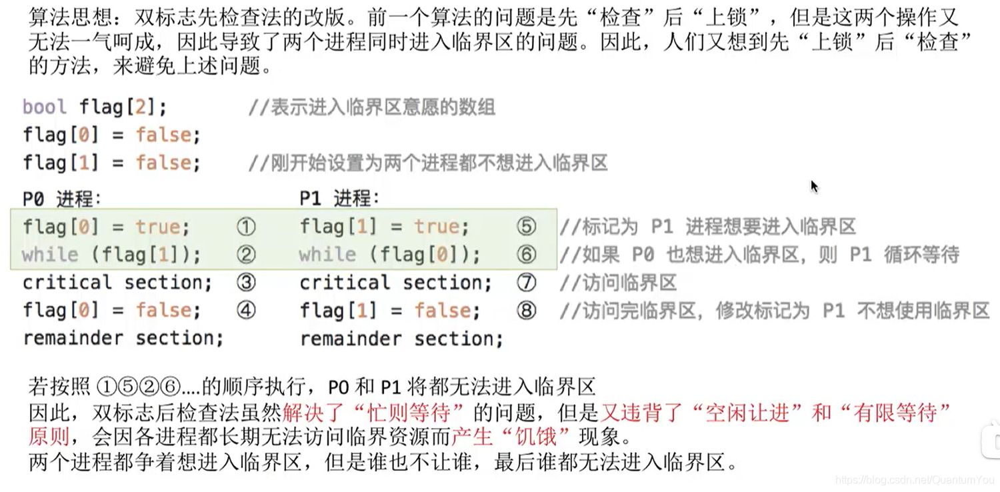 算法思想：双标志先检查法的改版。前一个算法的问题是先“检查”后“上锁”，但是这两个操作又
无法一气呵成，因此导致了两个进程同时进入临界区的问题。因此，人们又想到先“上锁”后“检查”
的方法，来避免上述问题。
bool flag[2]; //表示进入临界区意愿的数组
flag[0] = false;
flag[1] = false; //刚开始设置为两个进程都不想进入临界区
P0 进程： P1 进程：
flag[0] = true; ① flag[1] = true; ⑤ //标记为 P1 进程想要进入临界区
while (flag[1]); ② while (flag[0]); ⑥ //如果 P0 也想进入临界区，则 P1 循环等待
critical section; ③ critical section; ⑦ //访问临界区
flag[0] = false; ④ flag[1] = false; ⑧ //访问完临界区，修改标记为 P1 不想使用临界区
remainder section; remainder section;
若按照 ①⑤②⑥....的顺序执行，P0 和 P1 将都无法进入临界区
因此，双标志后检查法虽然解决了“忙则等待”的问题，但是又违背了“空闲让进”和“有限等待”
原则，会因各进程都长期无法访问临界资源而产生“饥饿”现象。
两个进程都争着想进入临界区，但是谁也不让谁，最后谁都无法进入临界区。
https://blog.csdn.net/QuantumYou